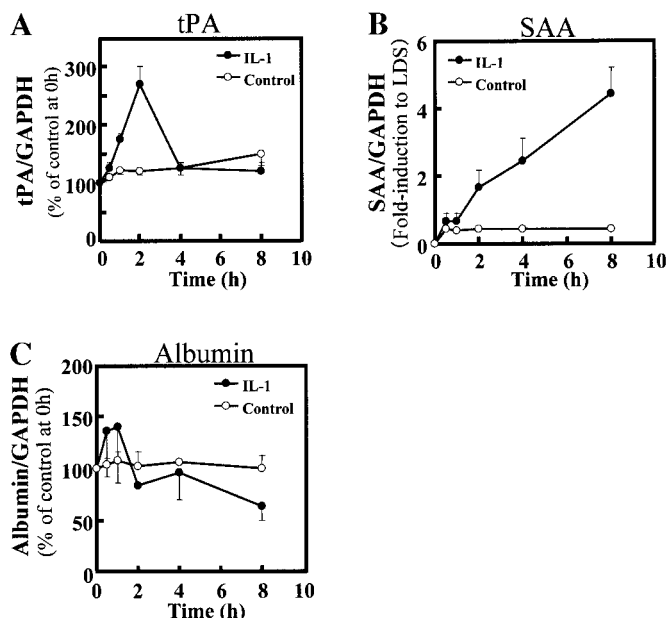 A
tPA
tPA/GAPDH
(% of control at 0h)
300
250
200
150
100
50
0
IL-1
Control
0 2 4 6 8 10
Time (h)
B
SAA
SAA/GAPDH
(Fold-induction to LDS)
6
4
2
0
IL-1
Control
0 2 4 6 8 10
Time (h)
C
Albumin
Albumin/GAPDH
(% of control at 0h)
200
150
100
50
0
IL-1
Control
0 2 4 6 8 10
Time (h)